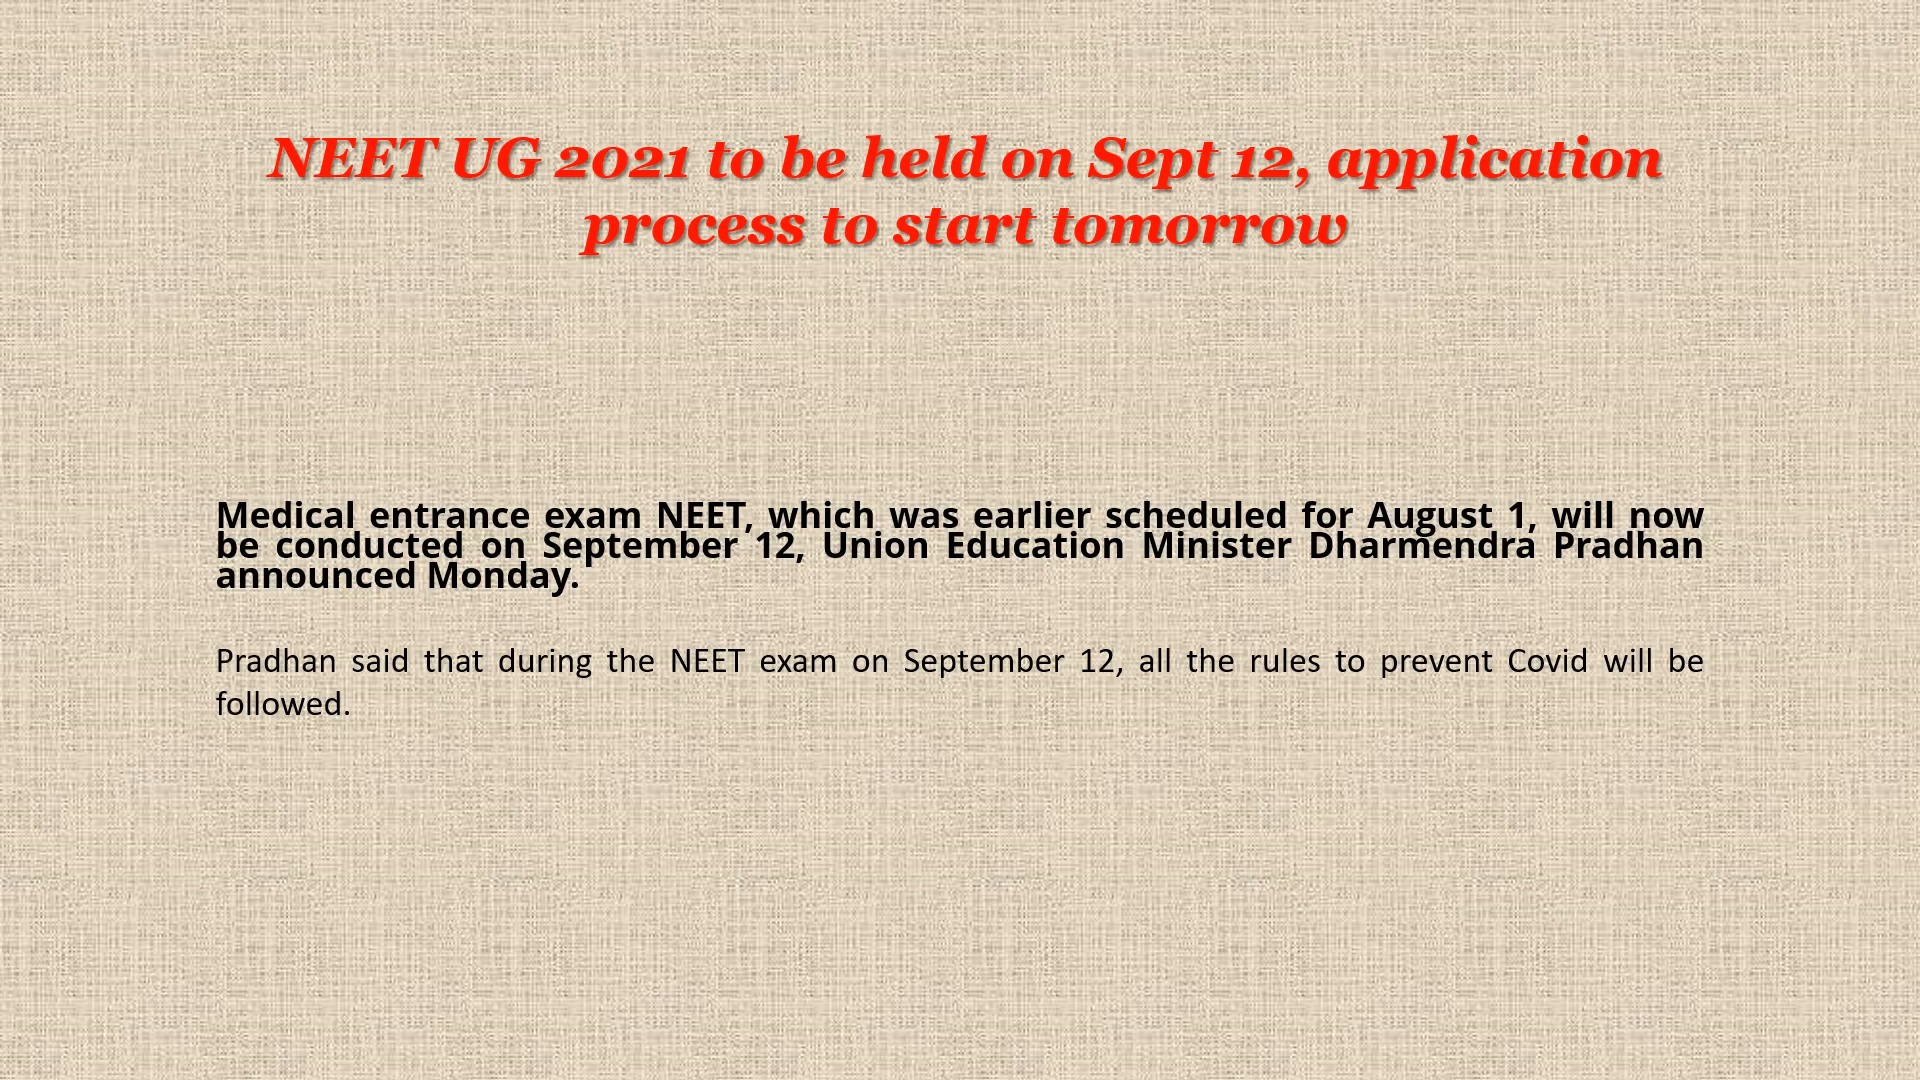 NEET UG 2021 to be held on Sept 12, application
process to start tomorrow
Medical entrance exam NEET, which was earlier scheduled for August 1, will now
be conducted on September 12, Union Education Minister Dharmendra Pradhan
announced Monday.
Pradhan said that during the NEET exam on September 12, all the rules to prevent Covid will be
followed.